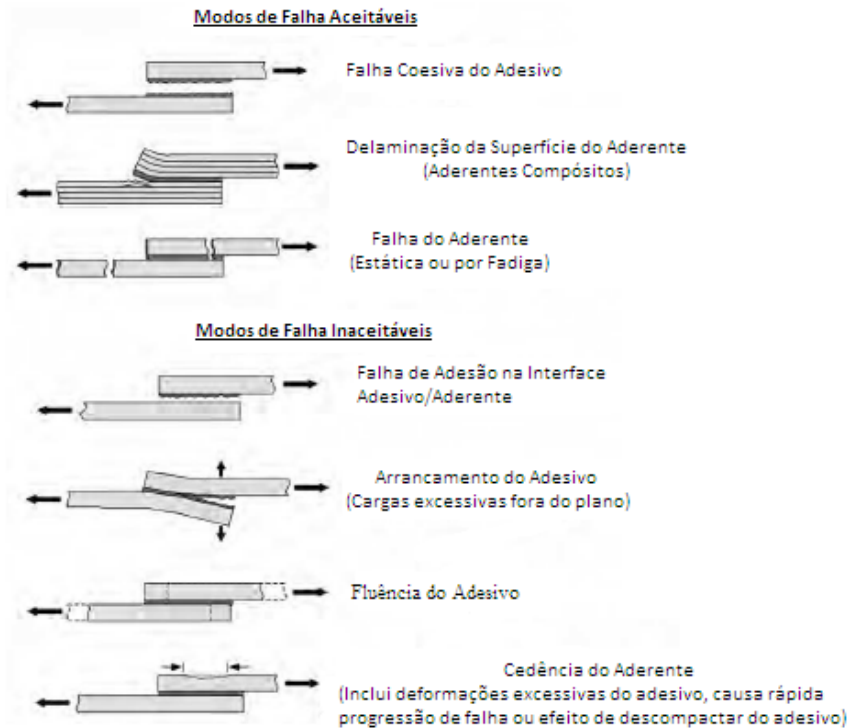 Modos de Falha Aceitáveis
Falha Coesiva do Adesivo
Delaminação da Superfície do Aderente
(Aderentes Compósitos)
Falha do Aderente
(Estática ou por Fadiga)
Modos de Falha Inaceitáveis
Falha de Adesão na Interface
Adesivo/Aderente
Arrancamento do Adesivo
(Cargas excessivas fora do plano)
Fluência do Adesivo
Cedência do Aderente
(Inclui deformações excessivas do adesivo, causa rápida
progressão de falha ou efeito de descompactar do adesivo)